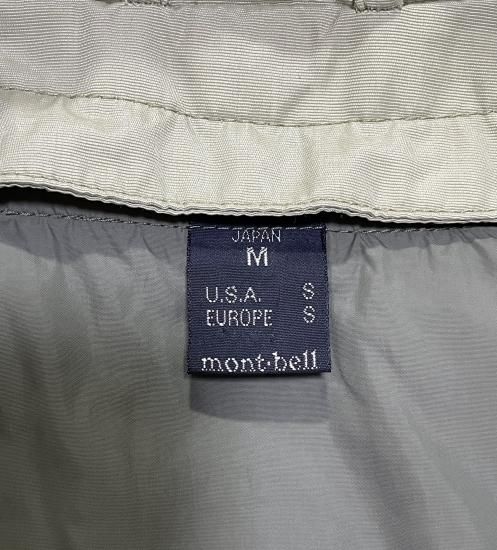 JAPAN
M
U.S.A. S
EUROPE S
mont·bell